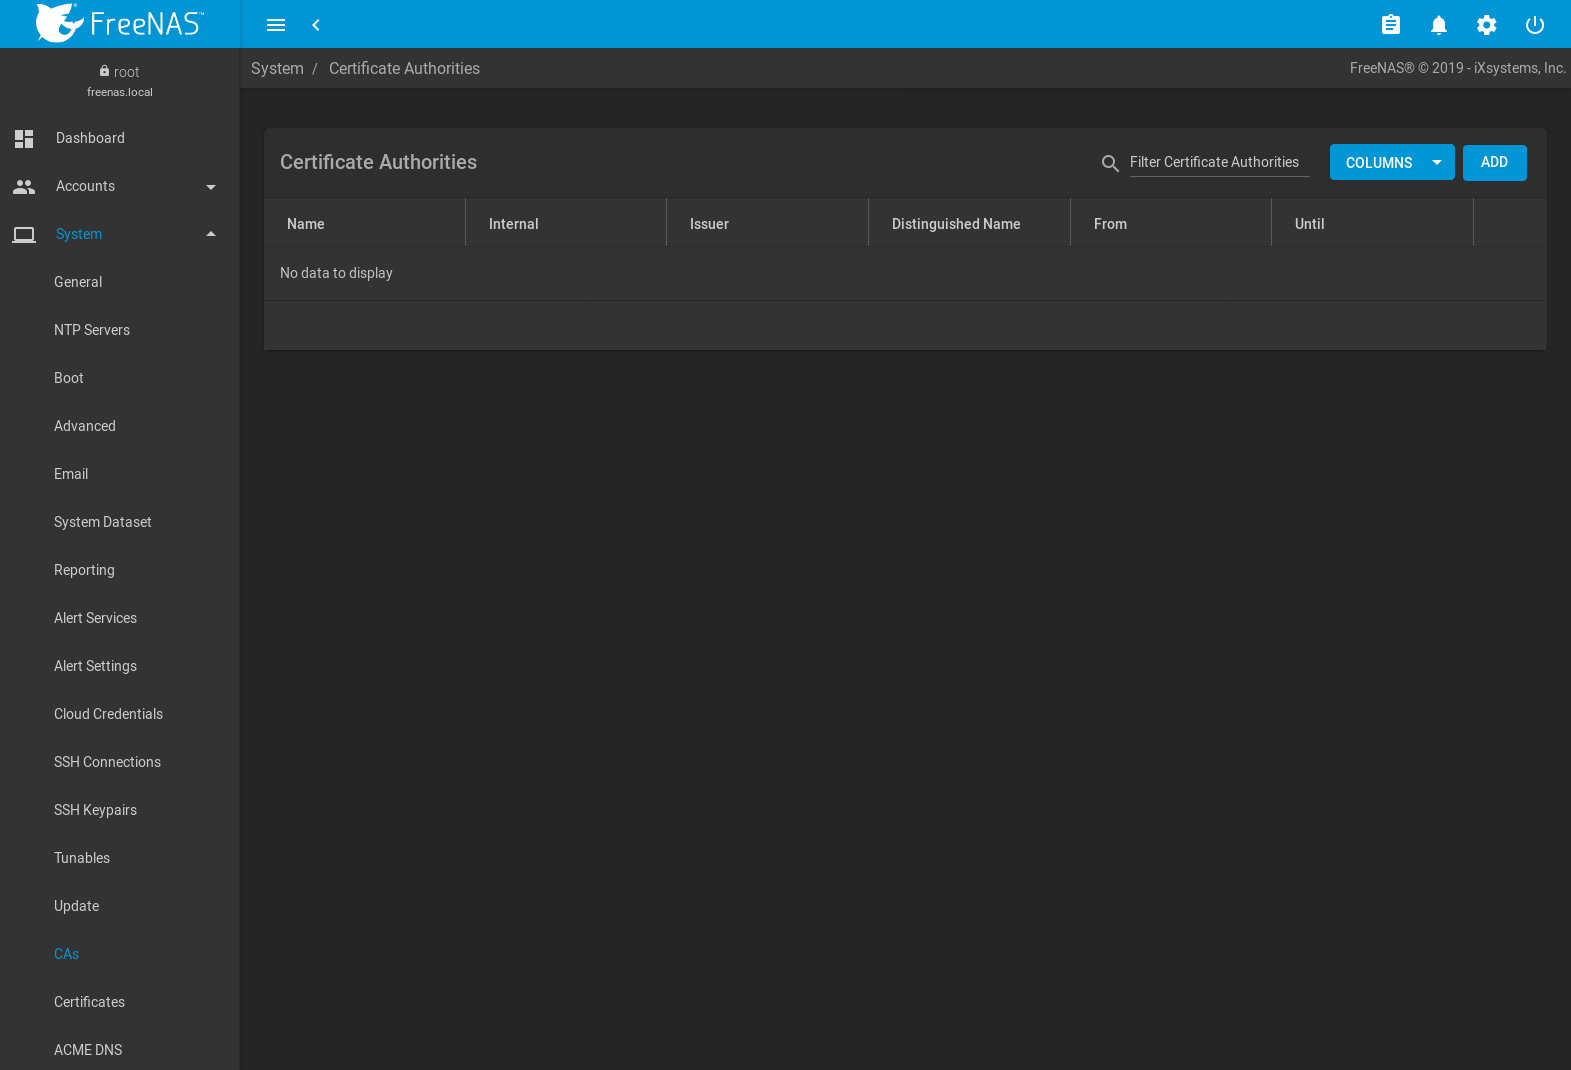 FreeNAS™
root
freenas.local
Dashboard
Accounts
System
General
NTP Servers
Boot
Advanced
Email
System Dataset
Reporting
Alert Services
Alert Settings
Cloud Credentials
SSH Connections
SSH Keypairs
Tunables
Update
CAs
Certificates
ACME DNS
System / Certificate Authorities
FreeNAS® © 2019 - iXsystems, Inc.
Certificate Authorities
Filter Certificate Authorities
COLUMNS
ADD
Name Internal Issuer Distinguished Name From Until
No data to display